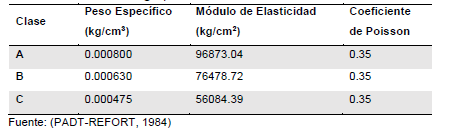 Clase Peso Específico (kg/cm³) Módulo de Elasticidad (kg/cm²) Coeficiente de Poisson
A 0.000800 96873.04 0.35
B 0.000630 76478.72 0.35
C 0.000475 56084.39 0.35
Fuente: (PADT-REFORT, 1984)